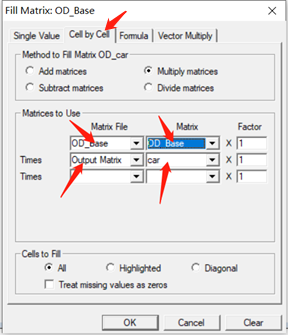 Fill Matrix: OD_Base
Single Value Cell by Cell Formula Vector Multiply
Method to Fill Matrix OD_car
Add matrices Multiply matrices
Subtract matrices Divide matrices
Matrices to Use
Matrix File Matrix Factor
OD_Base OD_Base X 1
Times Output Matrix car X 1
Times X 1
Cells to Fill
All Highlighted Diagonal
Treat missing values as zeros
OK Cancel Clear